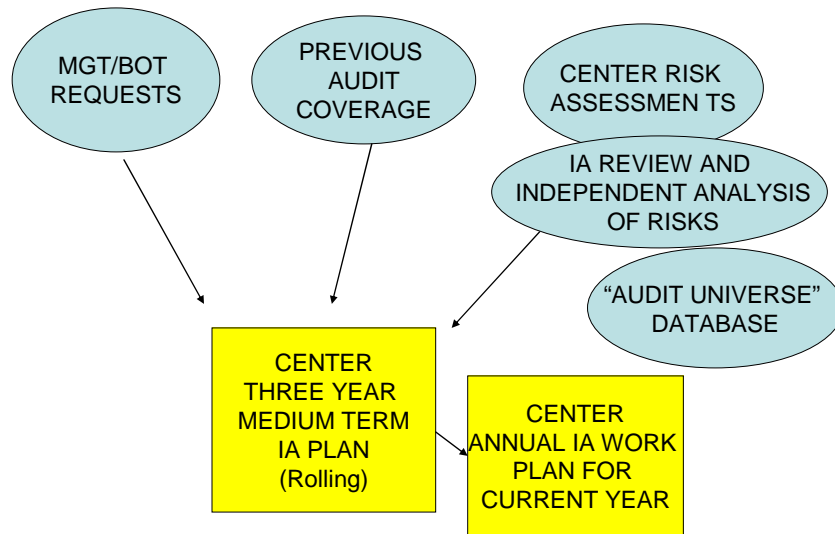 MGT/BOT
REQUESTS
PREVIOUS
AUDIT
COVERAGE
CENTER RISK
ASSESSMEN TS
IA REVIEW AND
INDEPENDENT ANALYSIS
OF RISKS
“AUDIT UNIVERSE”
DATABASE
CENTER
THREE YEAR
MEDIUM TERM
IA PLAN
(Rolling)
CENTER
ANNUAL IA WORK
PLAN FOR
CURRENT YEAR